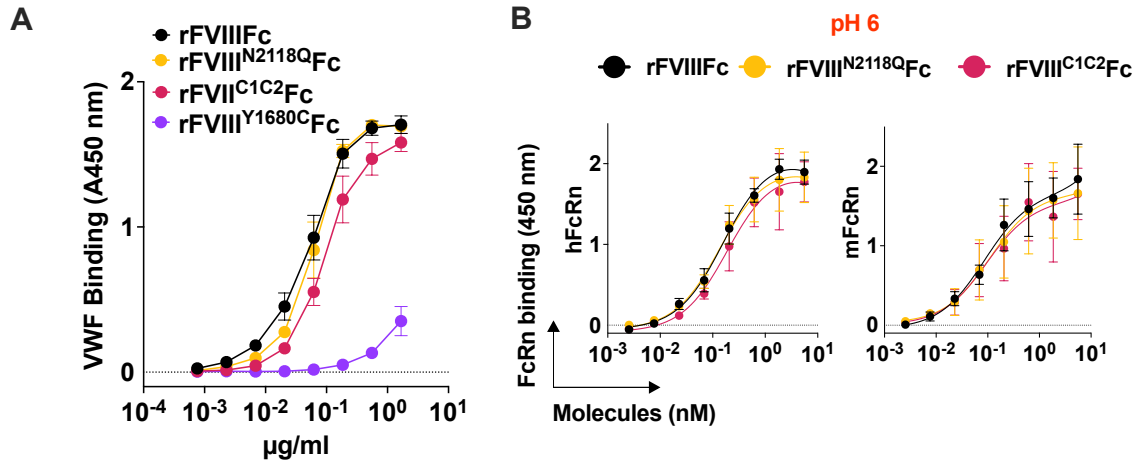 A
rFVIIIFc
rFVIII^N2118QFc
rFVII^C1C2Fc
rFVIII^Y1680CFc
VWF Binding (A450 nm)
2
1
0
10^-4 10^-3 10^-2 10^-1 10^0 10^1
µg/ml
B
pH 6
rFVIIIFc rFVIII^N2118QFc rFVIII^C1C2Fc
FcRn binding (450 nm)
hFcRn
2
1
0
10^-3 10^-2 10^-1 10^0 10^1
mFcRn
2
1
0
10^-3 10^-2 10^-1 10^0 10^1
Molecules (nM)